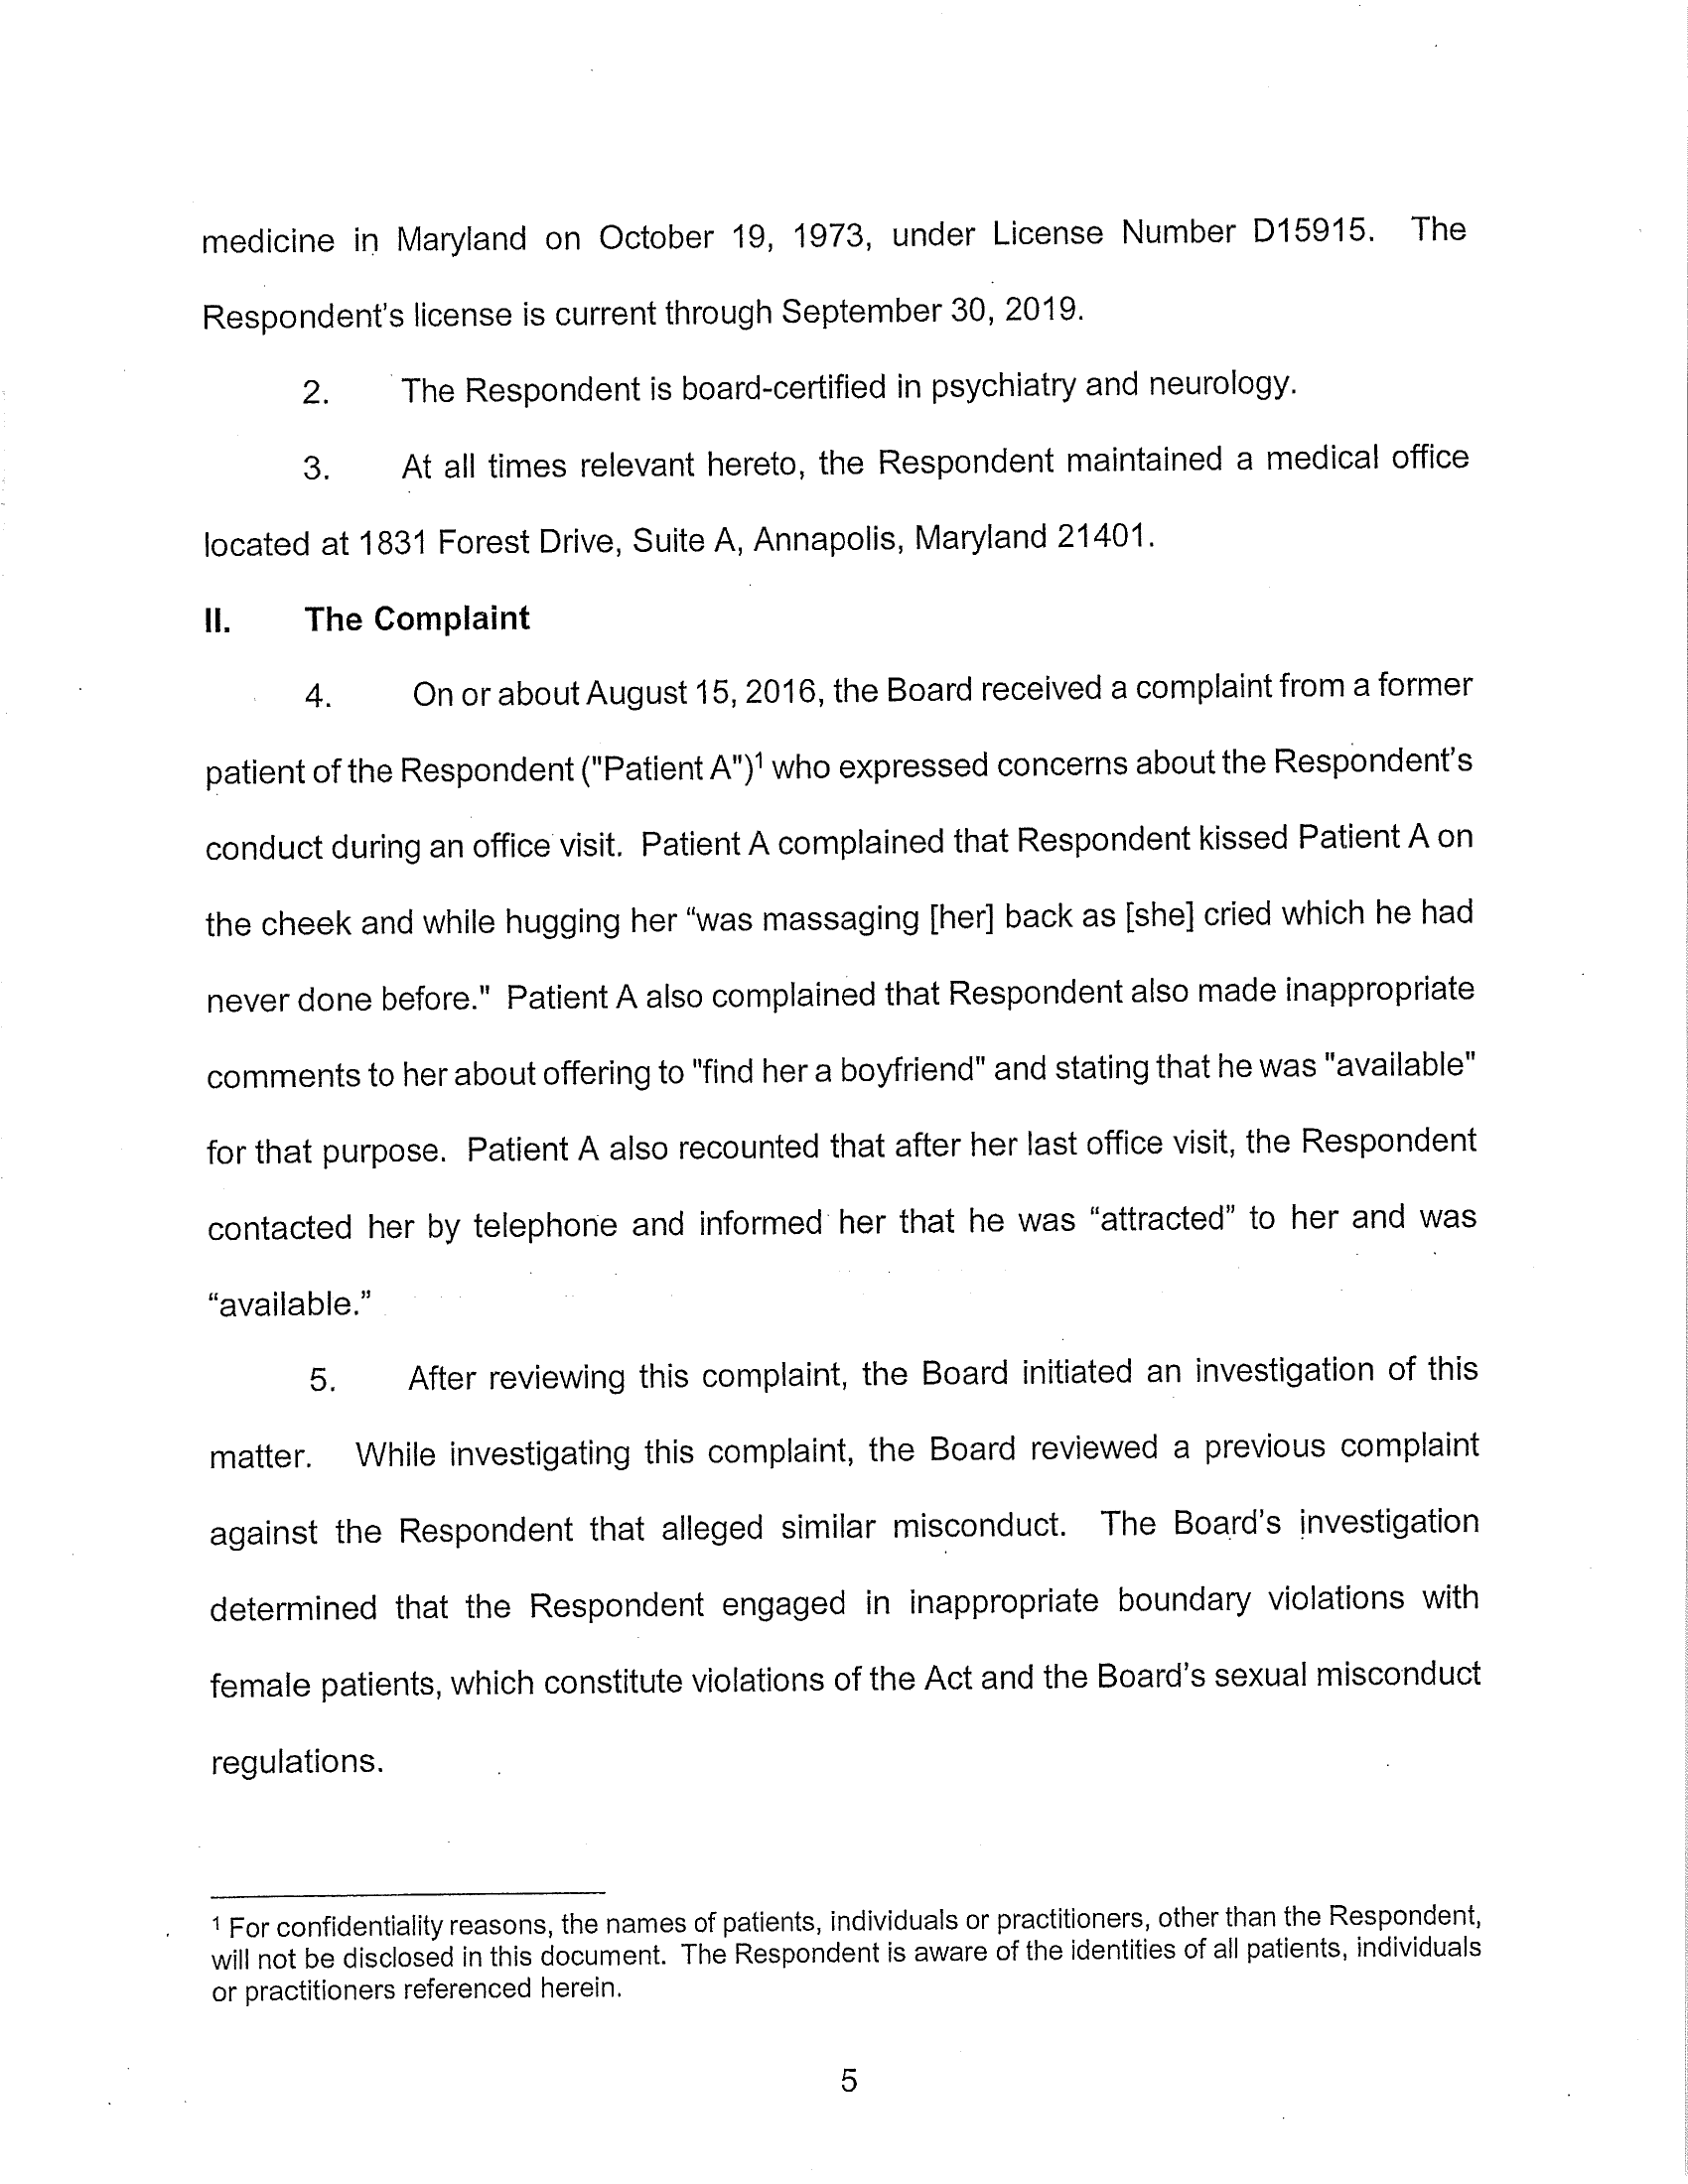 medicine in Maryland on October 19, 1973, under License Number D15915. The
Respondent's license is current through September 30, 2019.
2. The Respondent is board-certified in psychiatry and neurology.
3. At all times relevant hereto, the Respondent maintained a medical office
located at 1831 Forest Drive, Suite A, Annapolis, Maryland 21401.
II. The Complaint
4. On or about August 15, 2016, the Board received a complaint from a former
patient of the Respondent ("Patient A")¹ who expressed concerns about the Respondent's
conduct during an office visit. Patient A complained that Respondent kissed Patient A on
the cheek and while hugging her “was massaging [her] back as [she] cried which he had
never done before." Patient A also complained that Respondent also made inappropriate
comments to her about offering to "find her a boyfriend" and stating that he was "available"
for that purpose. Patient A also recounted that after her last office visit, the Respondent
contacted her by telephone and informed her that he was “attracted” to her and was
“available.”
5. After reviewing this complaint, the Board initiated an investigation of this
matter. While investigating this complaint, the Board reviewed a previous complaint
against the Respondent that alleged similar misconduct. The Board's investigation
determined that the Respondent engaged in inappropriate boundary violations with
female patients, which constitute violations of the Act and the Board's sexual misconduct
regulations.
¹ For confidentiality reasons, the names of patients, individuals or practitioners, other than the Respondent,
will not be disclosed in this document. The Respondent is aware of the identities of all patients, individuals
or practitioners referenced herein.
5